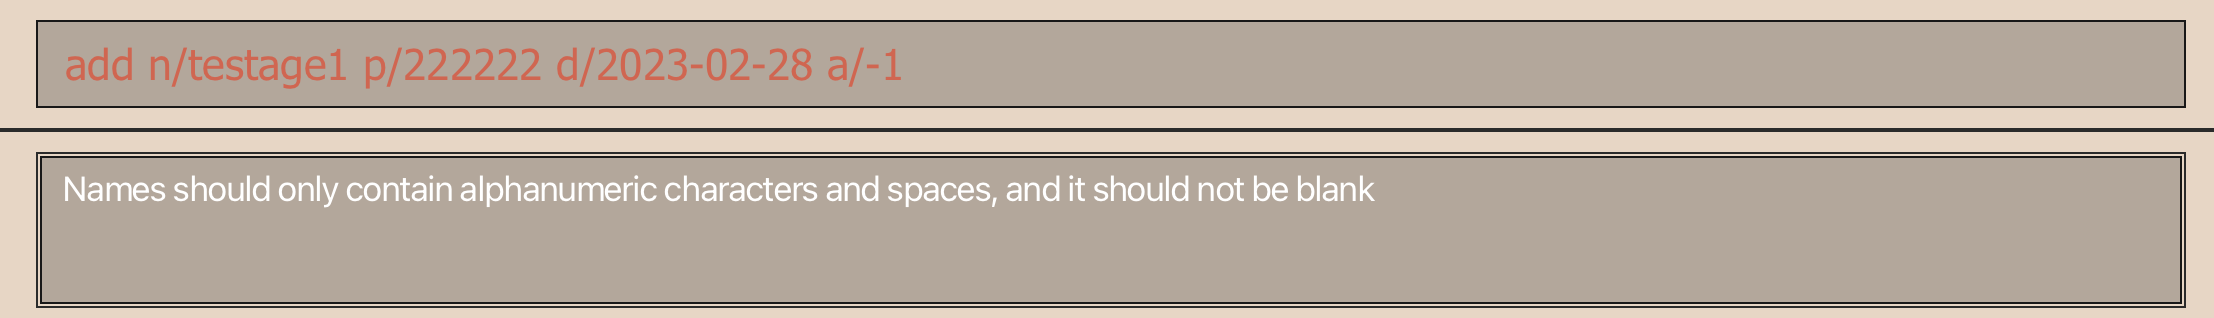 add n/testage1 p/222222 d/2023-02-28 a/-1
Names should only contain alphanumeric characters and spaces, and it should not be blank